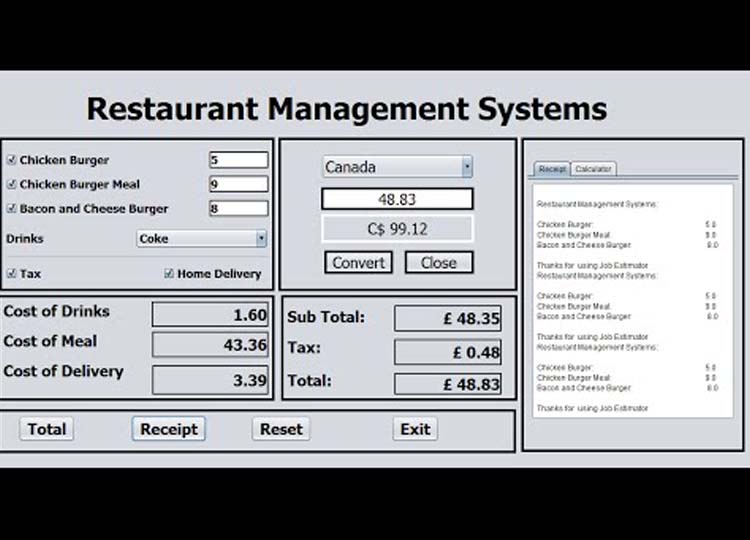 Restaurant Management Systems
Chicken Burger 5
Chicken Burger Meal 9
Bacon and Cheese Burger 8
Drinks Coke
Tax Home Delivery
Canada
48.83
C$ 99.12
Convert Close
Cost of Drinks 1.60
Cost of Meal 43.36
Cost of Delivery 3.39
Sub Total: £ 48.35
Tax: £ 0.48
Total: £ 48.83
Total Receipt Reset Exit
Receipt Calculator
Restaurant Management Systems:
Chicken Burger: 5.0
Chicken Burger Meal: 9.0
Bacon and Cheese Burger: 8.0
Thanks for using Job Estimator
Restaurant Management Systems:
Chicken Burger: 5.0
Chicken Burger Meal: 9.0
Bacon and Cheese Burger: 8.0
Thanks for using Job Estimator
Restaurant Management Systems:
Chicken Burger: 5.0
Chicken Burger Meal: 9.0
Bacon and Cheese Burger: 8.0
Thanks for using Job Estimator